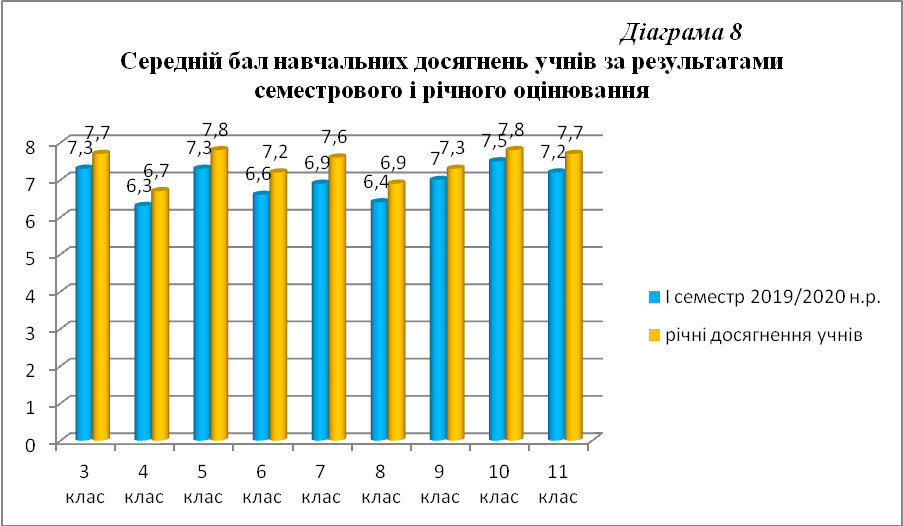 Діаграма 8
Середній бал навчальних досягнень учнів за результатами
семестрового і річного оцінювання
8
7
6
5
4
3
2
1
0
7,3
7,7
6,3
6,7
7,3
7,8
6,6
7,2
6,9
7,6
6,4
6,9
7
7,3
7,5
7,8
7,2
7,7
3 клас
4 клас
5 клас
6 клас
7 клас
8 клас
9 клас
10 клас
11 клас
І семестр 2019/2020 н.р.
річні досягнення учнів